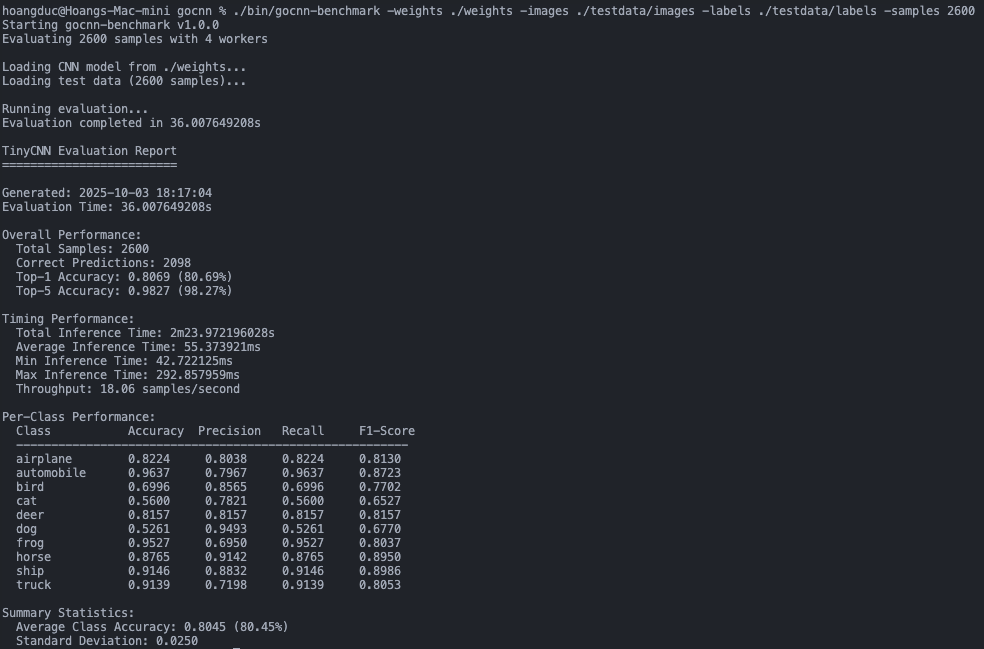 hoangduc@Hoangs-Mac-mini gocnn % ./bin/gocnn-benchmark -weights ./weights -images ./testdata/images -labels ./testdata/labels -samples 2600
Starting gocnn-benchmark v1.0.0
Evaluating 2600 samples with 4 workers
Loading CNN model from ./weights...
Loading test data (2600 samples)...
Running evaluation...
Evaluation completed in 36.007649208s
TinyCNN Evaluation Report
=========================
Generated: 2025-10-03 18:17:04
Evaluation Time: 36.007649208s
Overall Performance:
Total Samples: 2600
Correct Predictions: 2098
Top-1 Accuracy: 0.8069 (80.69%)
Top-5 Accuracy: 0.9827 (98.27%)
Timing Performance:
Total Inference Time: 2m23.972196028s
Average Inference Time: 55.373921ms
Min Inference Time: 42.722125ms
Max Inference Time: 292.857959ms
Throughput: 18.06 samples/second
Per-Class Performance:
Class Accuracy Precision Recall F1-Score
--------------------------------------------------------
airplane 0.8224 0.8038 0.8224 0.8130
automobile 0.9637 0.7967 0.9637 0.8723
bird 0.6996 0.8565 0.6996 0.7702
cat 0.5600 0.7821 0.5600 0.6527
deer 0.8157 0.8157 0.8157 0.8157
dog 0.5261 0.9493 0.5261 0.6770
frog 0.9527 0.6950 0.9527 0.8037
horse 0.8765 0.9142 0.8765 0.8950
ship 0.9146 0.8832 0.9146 0.8986
truck 0.9139 0.7198 0.9139 0.8053
Summary Statistics:
Average Class Accuracy: 0.8045 (80.45%)
Standard Deviation: 0.0250